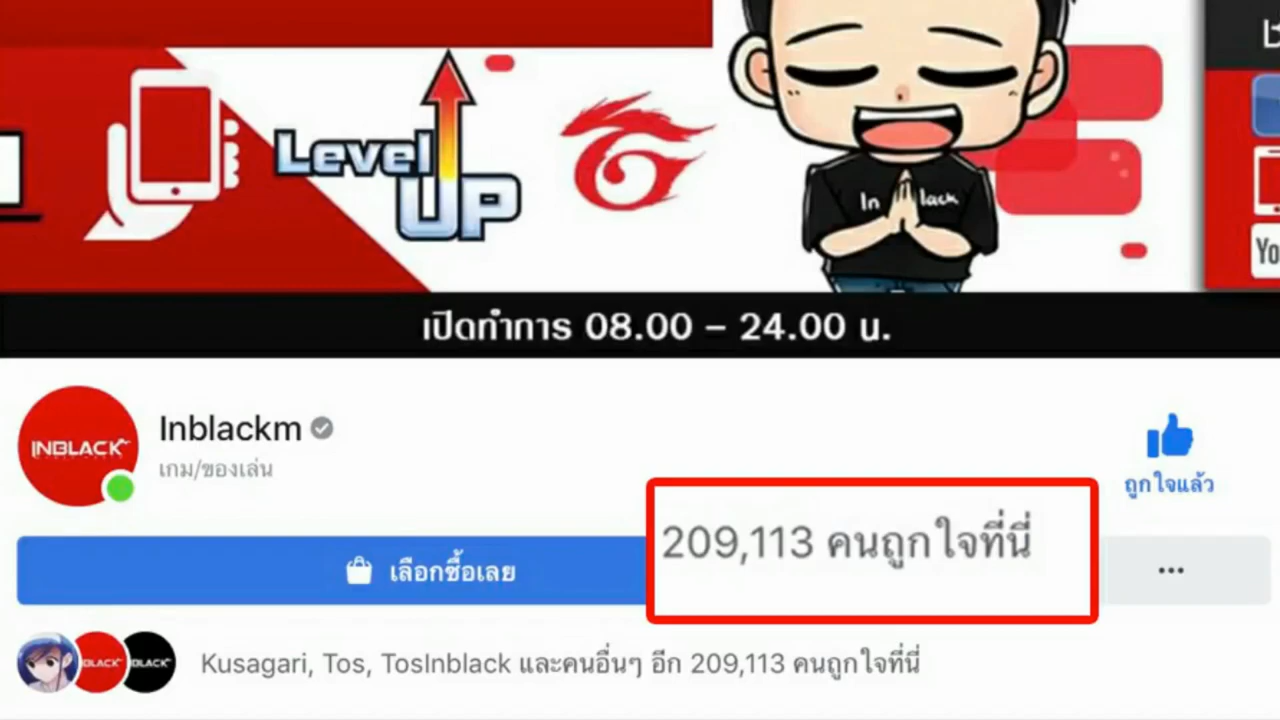 Level
UP
In lack
เปิดทำการ 08.00 – 24.00 น.
INBLACK
Inblackm
เกม/ของเล่น
ถูกใจแล้ว
209,113 คนถูกใจที่นี่
เลือกซื้อเลย
Kusagari, Tos, TosInblack และคนอื่นๆ อีก 209,113 คนถูกใจที่นี่